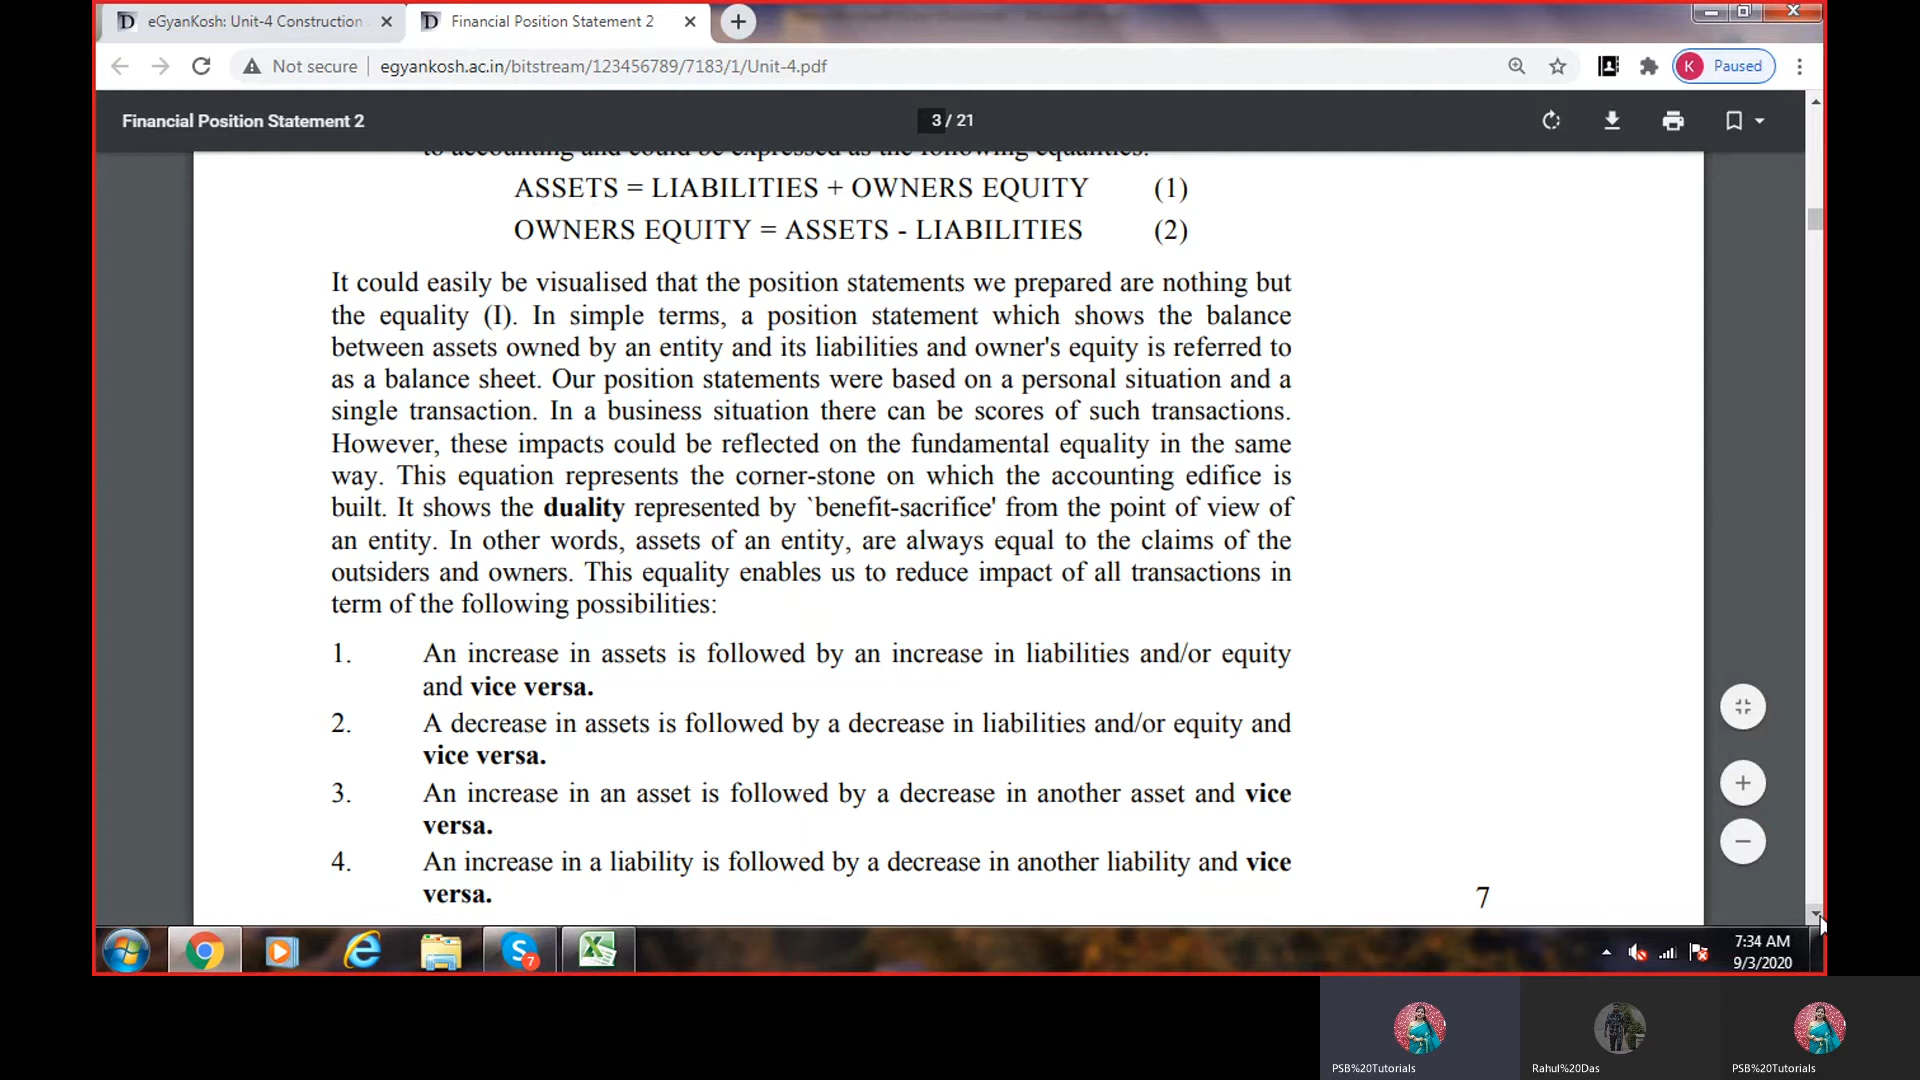 eGyanKosh: Unit-4 Construction
Financial Position Statement 2
Not secure
egyankosh.ac.in/bitstream/123456789/7183/1/Unit-4.pdf
K Paused
Financial Position Statement 2
3 / 21
to accounting and could be expressed as the following equalities:
ASSETS = LIABILITIES + OWNERS EQUITY (1)
OWNERS EQUITY = ASSETS - LIABILITIES (2)
It could easily be visualised that the position statements we prepared are nothing but
the equality (I). In simple terms, a position statement which shows the balance
between assets owned by an entity and its liabilities and owner's equity is referred to
as a balance sheet. Our position statements were based on a personal situation and a
single transaction. In a business situation there can be scores of such transactions.
However, these impacts could be reflected on the fundamental equality in the same
way. This equation represents the corner-stone on which the accounting edifice is
built. It shows the duality represented by `benefit-sacrifice' from the point of view of
an entity. In other words, assets of an entity, are always equal to the claims of the
outsiders and owners. This equality enables us to reduce impact of all transactions in
term of the following possibilities:
1. An increase in assets is followed by an increase in liabilities and/or equity
and vice versa.
2. A decrease in assets is followed by a decrease in liabilities and/or equity and
vice versa.
3. An increase in an asset is followed by a decrease in another asset and vice
versa.
4. An increase in a liability is followed by a decrease in another liability and vice
versa.
7
7
7:34 AM
9/3/2020
PSB%20Tutorials
Rahul%20Das
PSB%20Tutorials